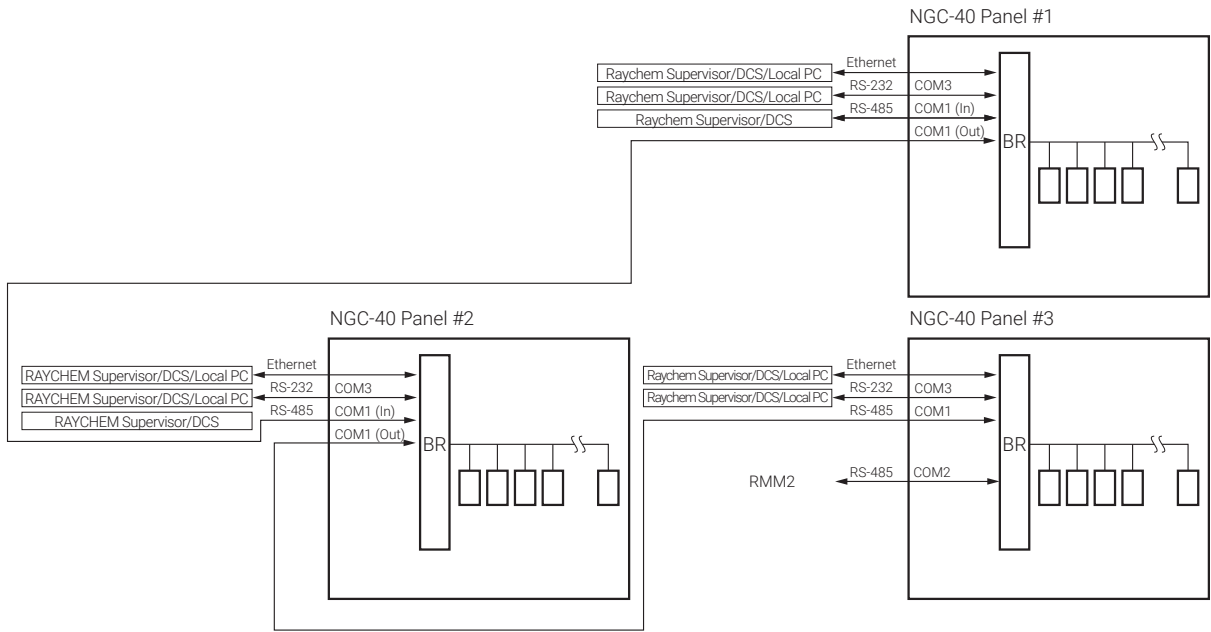 NGC-40 Panel #1
Raychem Supervisor/DCS/Local PC
Ethernet
Raychem Supervisor/DCS/Local PC
RS-232
COM3
Raychem Supervisor/DCS
RS-485
COM1 (In)
COM1 (Out)
BR
NGC-40 Panel #2
RAYCHEM Supervisor/DCS/Local PC
Ethernet
RAYCHEM Supervisor/DCS/Local PC
RS-232
COM3
RAYCHEM Supervisor/DCS
RS-485
COM1 (In)
COM1 (Out)
BR
NGC-40 Panel #3
Raychem Supervisor/DCS/Local PC
Ethernet
Raychem Supervisor/DCS/Local PC
RS-232
COM3
RS-485
COM1
BR
RMM2
RS-485
COM2